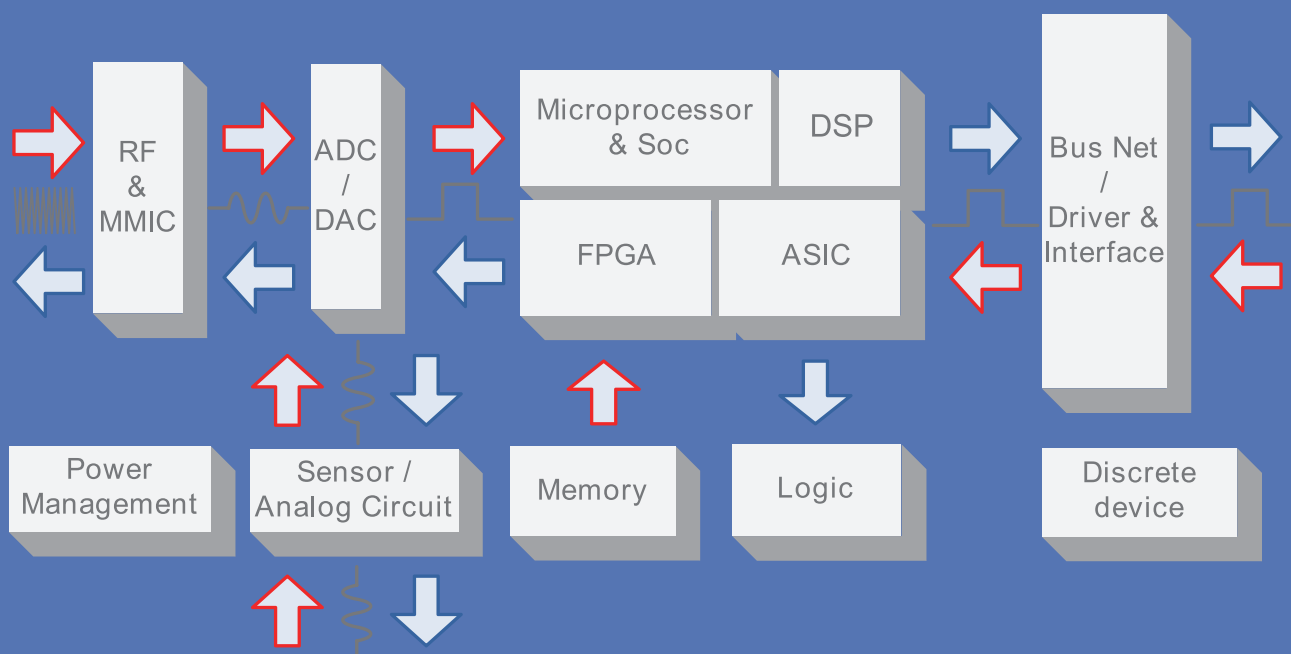 RF
&
MMIC
ADC
/
DAC
Microprocessor
& Soc
DSP
FPGA
ASIC
Bus Net
/
Driver &
Interface
Power
Management
Sensor /
Analog Circuit
Memory
Logic
Discrete
device